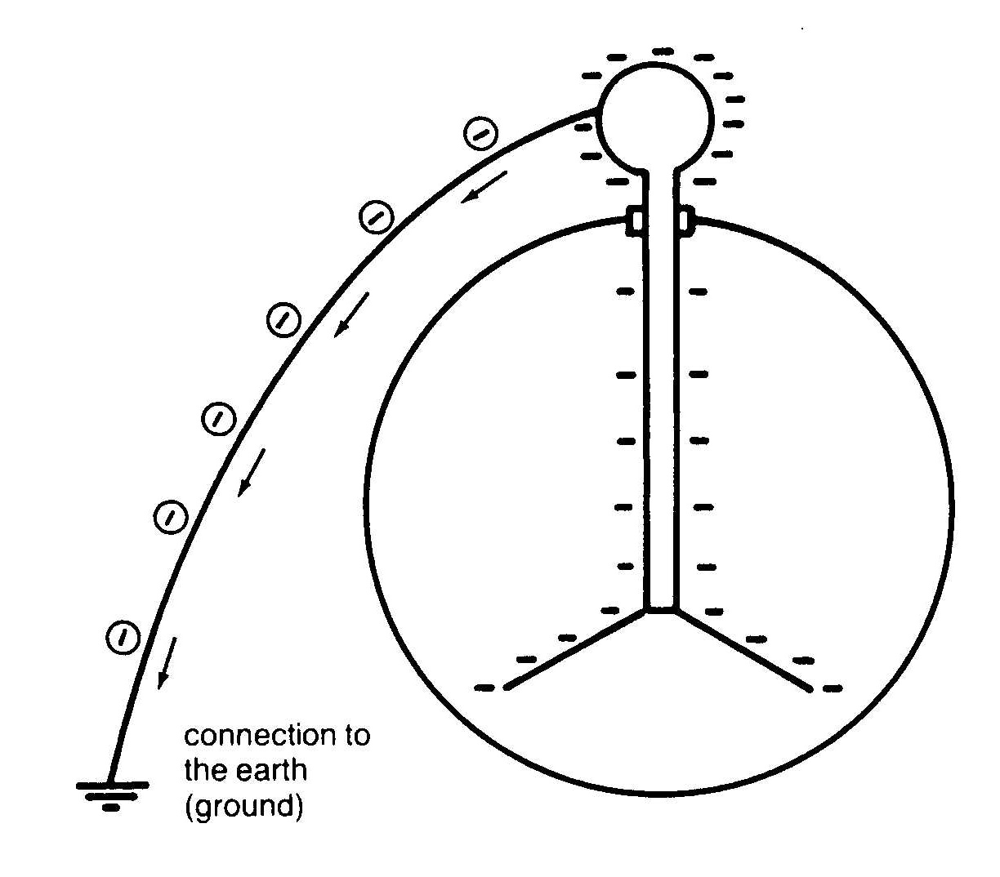 connection to
the earth
(ground)